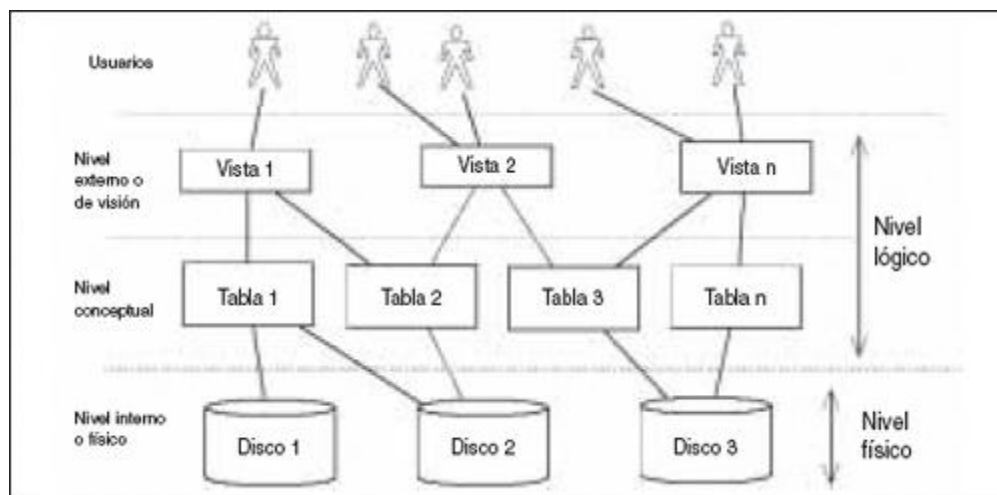 Usuarios
Nivel
externo o
de visión
Vista 1
Vista 2
Vista n
Nivel
lógico
Nivel
conceptual
Tabla 1
Tabla 2
Tabla 3
Tabla n
Nivel interno
o físico
Disco 1
Disco 2
Disco 3
Nivel
físico